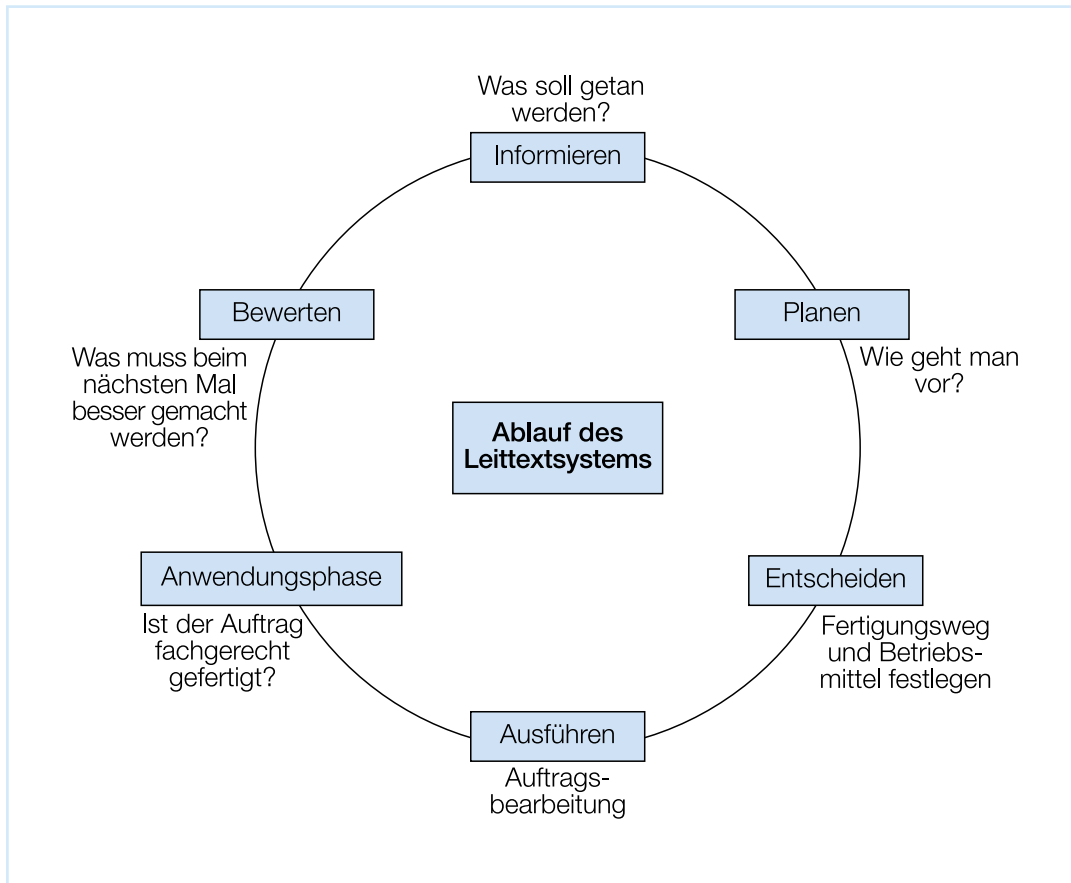 Was soll getan
werden?
Informieren
Bewerten
Was muss beim
nächsten Mal
besser gemacht
werden?
Planen
Wie geht man
vor?
Ablauf des
Leittextsystems
Anwendungsphase
Ist der Auftrag
fachgerecht
gefertigt?
Entscheiden
Fertigungsweg
und Betriebs-
mittel festlegen
Ausführen
Auftrags-
bearbeitung